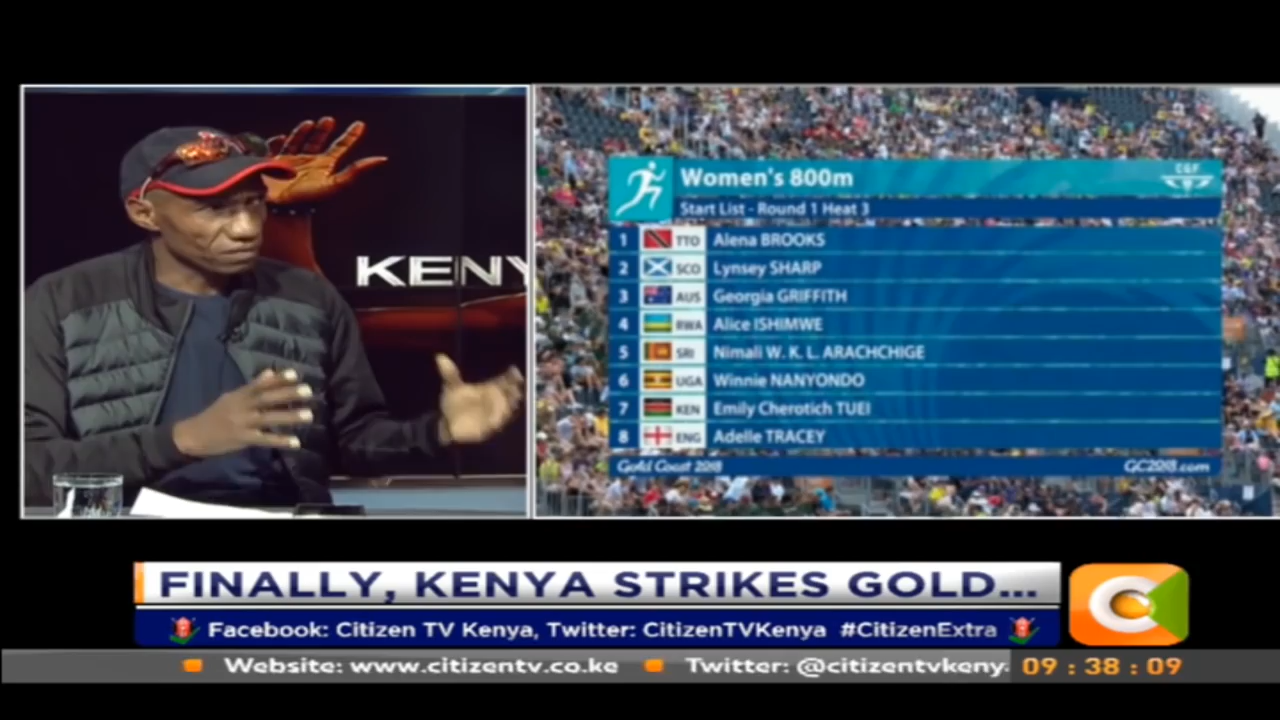 KENY
CGF
Women's 800m
Start List - Round 1 Heat 3
1 TTO Alena BROOKS
2 SCO Lynsey SHARP
3 AUS Georgia GRIFFITH
4 RWA Alice ISHIMWE
5 SRI Nimali W. K. L. ARACHCHIGE
6 UGA Winnie NANYONDO
7 KEN Emily Cherotich TUEI
8 ENG Adelle TRACEY
Gold Coast 2018 GC2018.com
FINALLY, KENYA STRIKES GOLD...
Facebook: Citizen TV Kenya, Twitter: CitizenTVKenya #CitizenExtra
Website: www.citizentv.co.ke Twitter: @citizentvkeny. 09:38:09